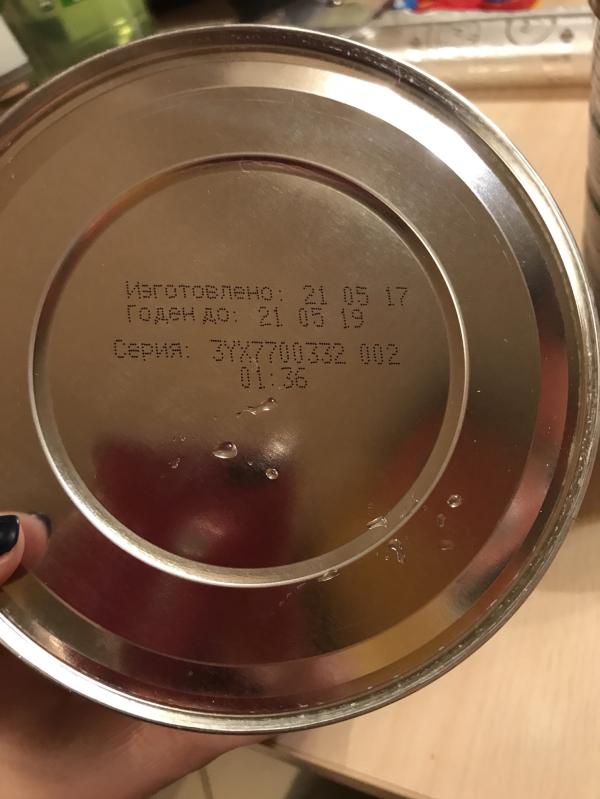 Изготовлено: 21 05 17
Годен до: 21 05 19
Серия: 3YX7700332 002
01:36